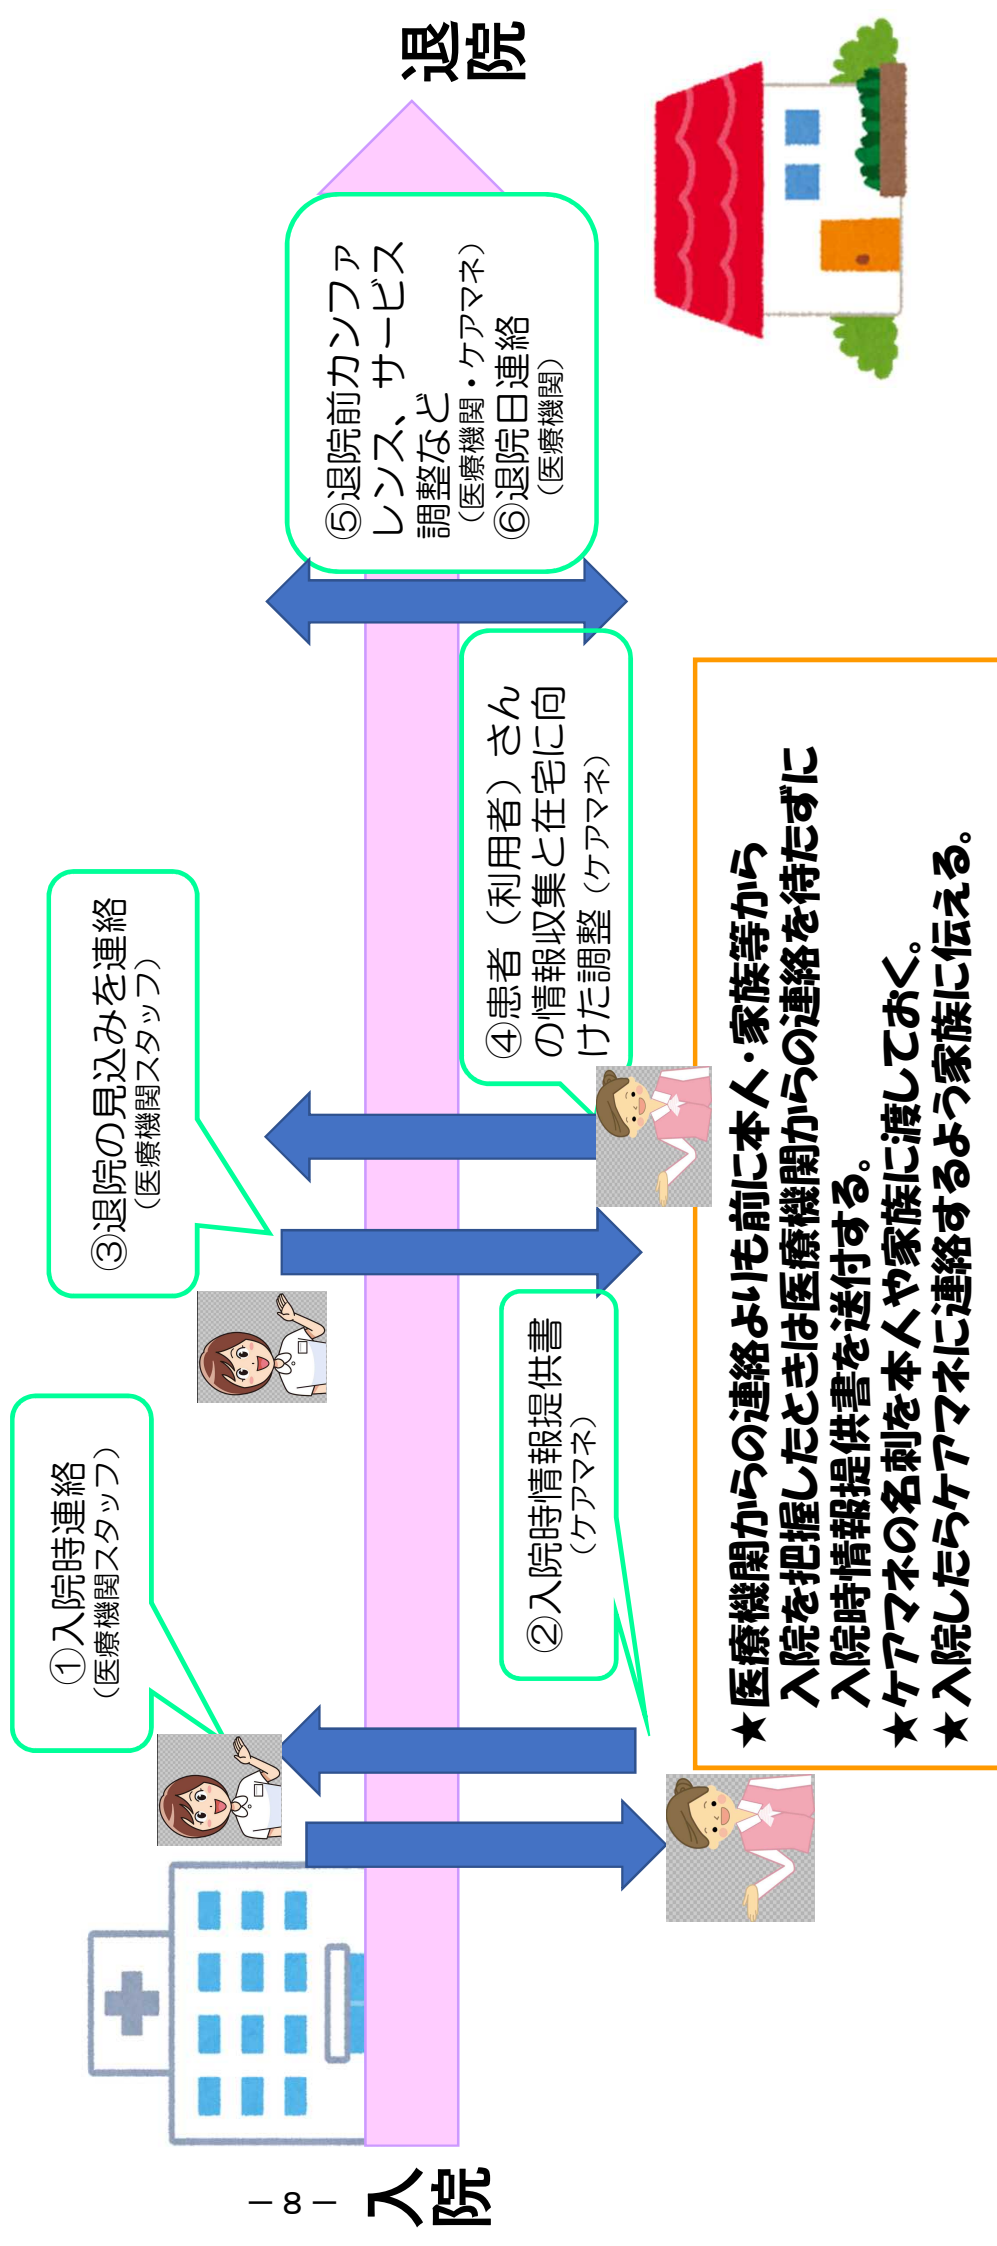 入院
①入院時連絡
（医療機関スタッフ）
②入院時情報提供書
（ケアマネ）
③退院の見込みを連絡
（医療機関スタッフ）
④患者（利用者）さん
の情報収集と在宅に向
けた調整（ケアマネ）
⑤退院前カンファ
レンス、サービス
調整など
（医療機関・ケアマネ）
⑥退院日連絡
（医療機関）
退院
★医療機関からの連絡よりも前に本人・家族等から
入院を把握したときは医療機関からの連絡を待たずに
入院時情報提供書を送付する。
★ケアマネの名刺を本人や家族に渡しておく。
★入院したらケアマネに連絡するよう家族に伝える。
－8－